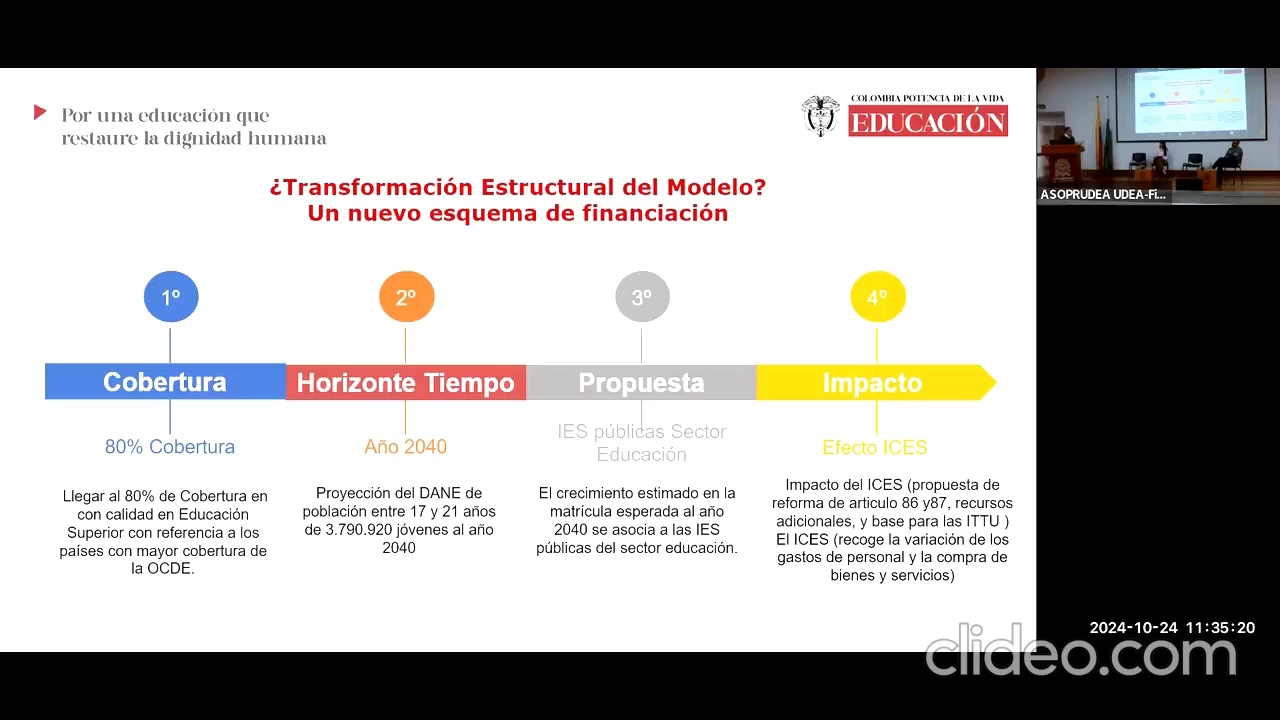 Por una educación que
restaure la dignidad humana
COLOMBIA POTENCIA DE LA VIDA
EDUCACIÓN
¿Transformación Estructural del Modelo?
Un nuevo esquema de financiación
1º
2º
3º
4º
Cobertura
Horizonte Tiempo
Propuesta
Impacto
80% Cobertura
Año 2040
IES públicas Sector
Educación
Efecto ICES
Llegar al 80% de Cobertura en
con calidad en Educación
Superior con referencia a los
países con mayor cobertura de
la OCDE.
Proyección del DANE de
población entre 17 y 21 años
de 3.790.920 jóvenes al año
2040
El crecimiento estimado en la
matrícula esperada al año
2040 se asocia a las IES
públicas del sector educación.
Impacto del ICES (propuesta de
reforma de articulo 86 y87, recursos
adicionales, y base para las ITTU )
El ICES (recoge la variación de los
gastos de personal y la compra de
bienes y servicios)
ASOPRUDEA UDEA-Fi...
2024-10-24 11:35:20
clideo.com